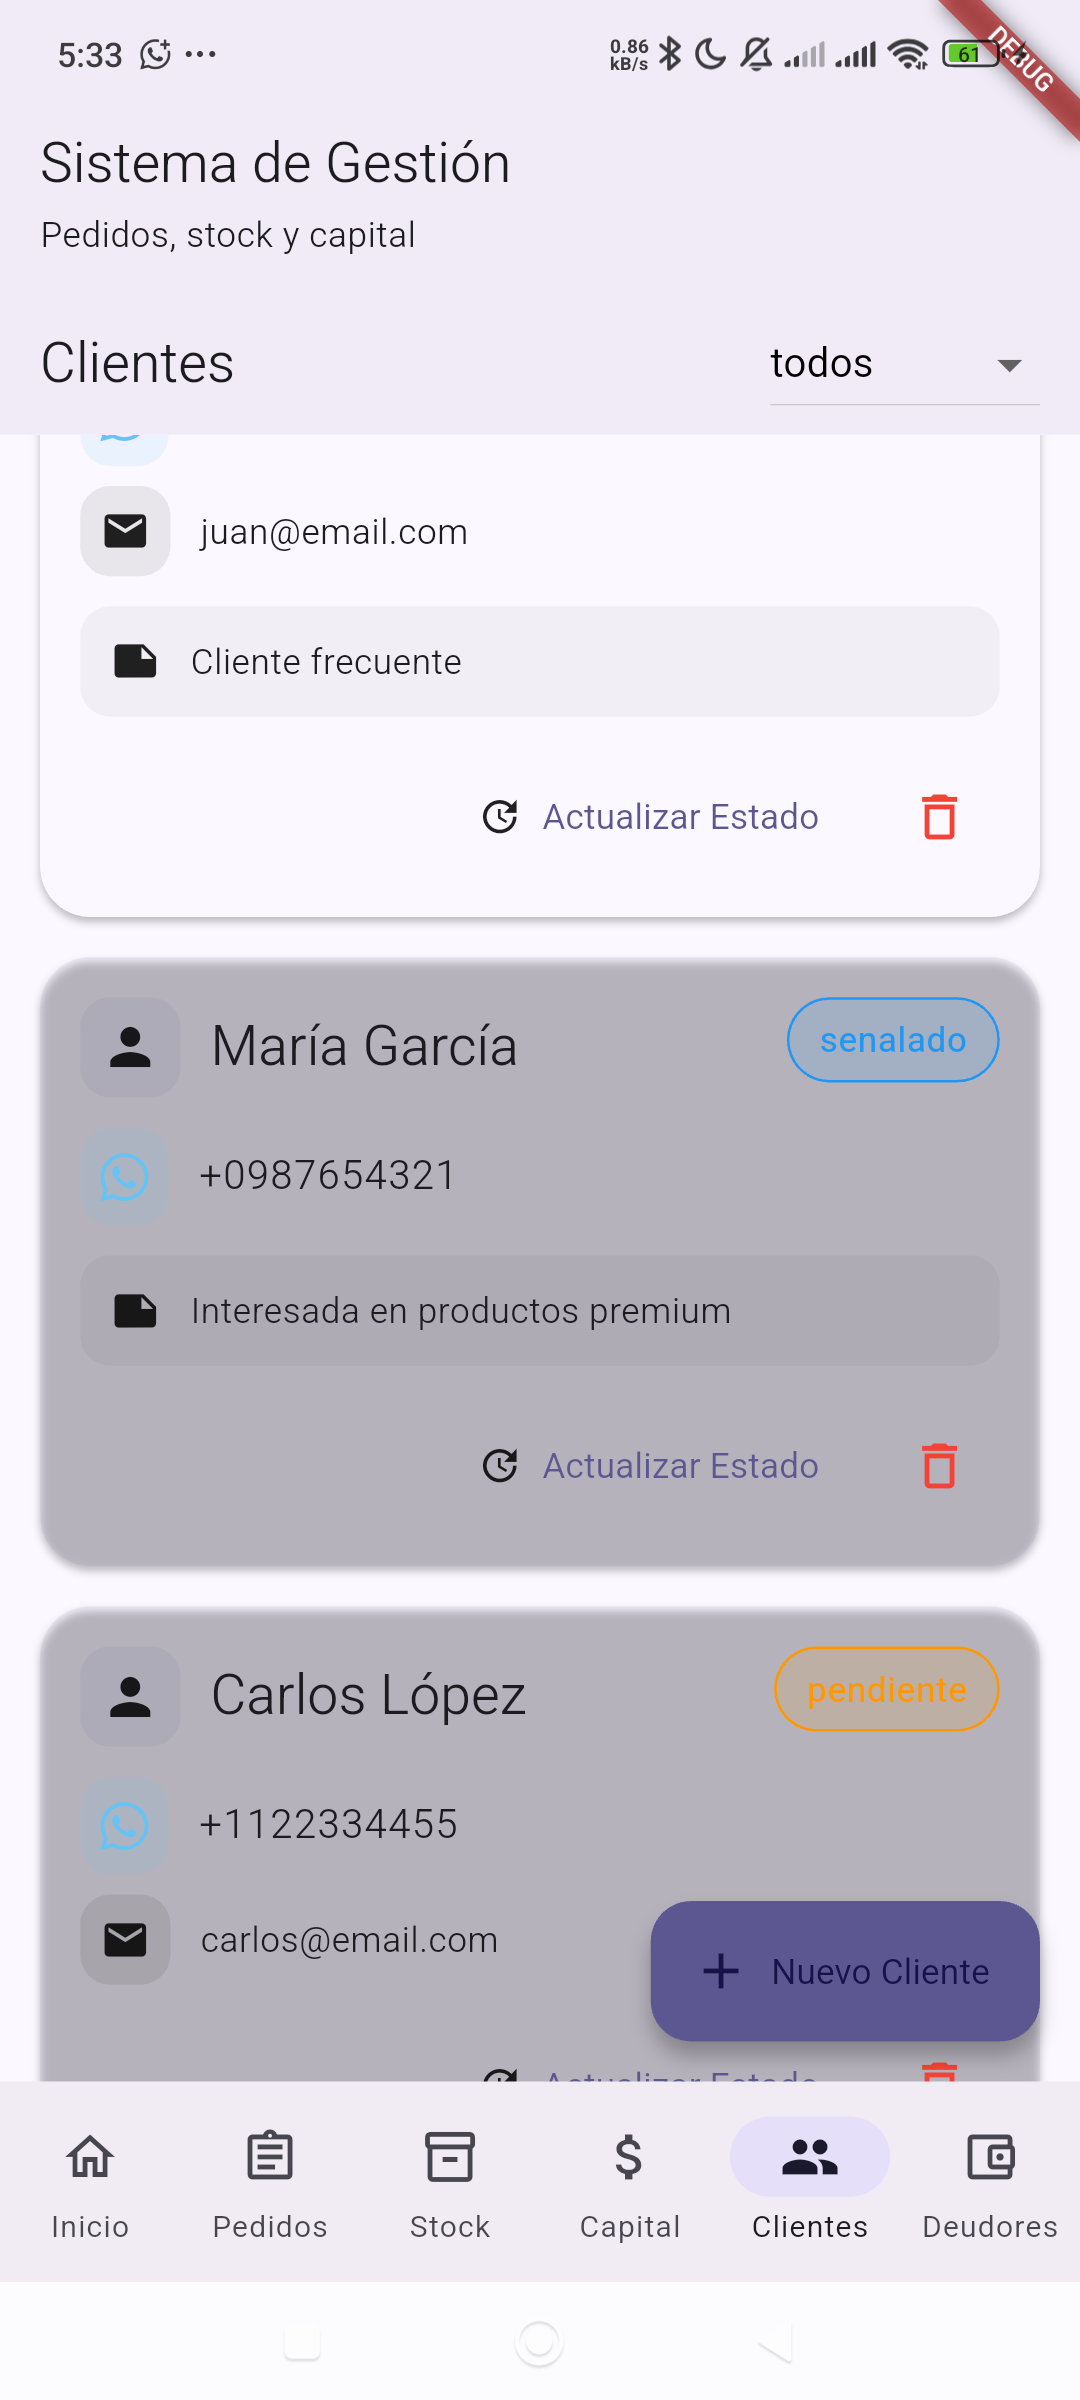 5:33
0.86
kB/s
61
DEBUG
Sistema de Gestión
Pedidos, stock y capital
Clientes
todos
juan@email.com
Cliente frecuente
Actualizar Estado
María García
senalado
+0987654321
Interesada en productos premium
Actualizar Estado
Carlos López
pendiente
+1122334455
carlos@email.com
Nuevo Cliente
Actualizar Estado
Inicio
Pedidos
Stock
Capital
Clientes
Deudores